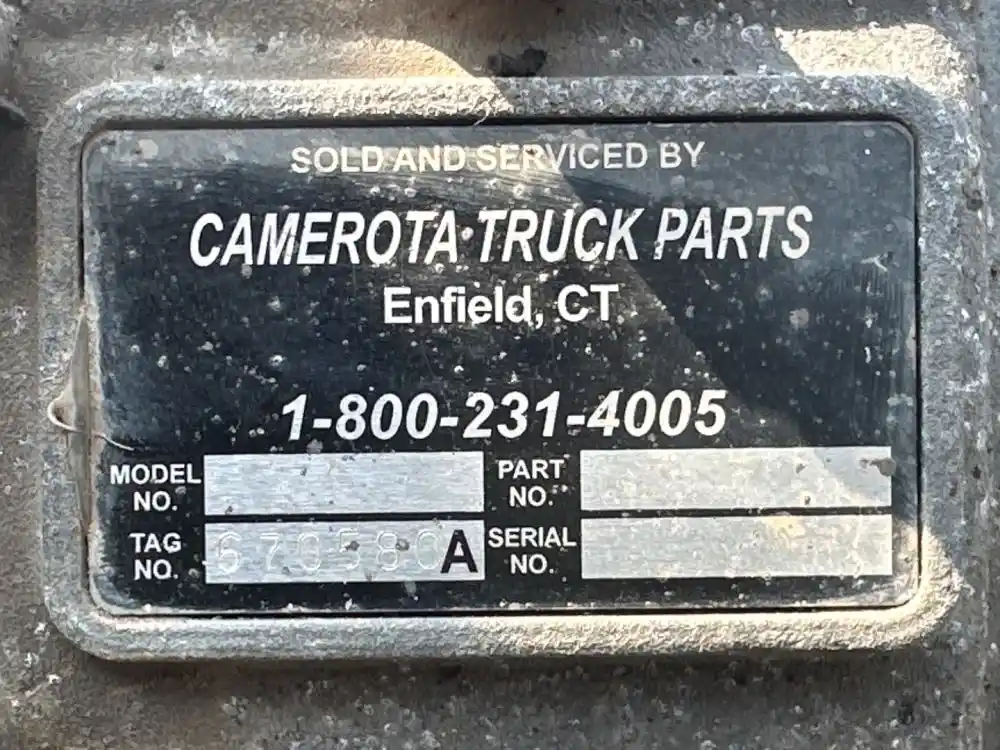 SOLD AND SERVICED BY
CAMEROTA TRUCK PARTS
Enfield, CT
1-800-231-4005
MODEL NO.
PART NO.
TAG NO. 670580A
SERIAL NO.